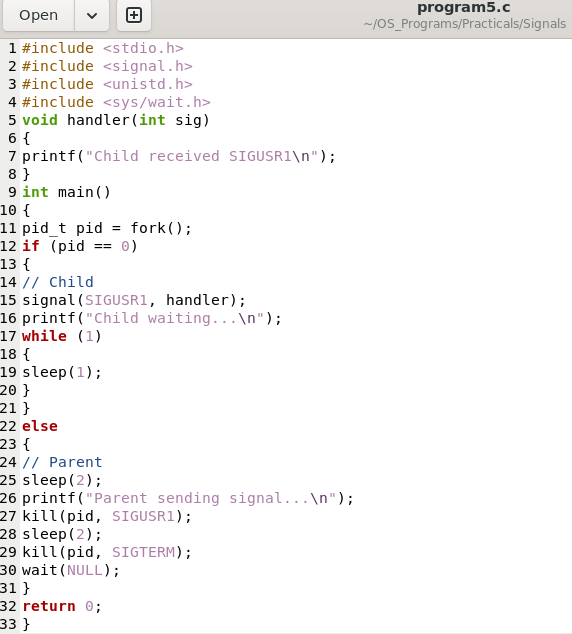 Open
program5.c
~/OS_Programs/Practicals/Signals
1 #include <stdio.h>
2 #include <signal.h>
3 #include <unistd.h>
4 #include <sys/wait.h>
5 void handler(int sig)
6 {
7 printf("Child received SIGUSR1\n");
8 }
9 int main()
10 {
11 pid_t pid = fork();
12 if (pid == 0)
13 {
14 // Child
15 signal(SIGUSR1, handler);
16 printf("Child waiting...\n");
17 while (1)
18 {
19 sleep(1);
20 }
21 }
22 else
23 {
24 // Parent
25 sleep(2);
26 printf("Parent sending signal...\n");
27 kill(pid, SIGUSR1);
28 sleep(2);
29 kill(pid, SIGTERM);
30 wait(NULL);
31 }
32 return 0;
33 }